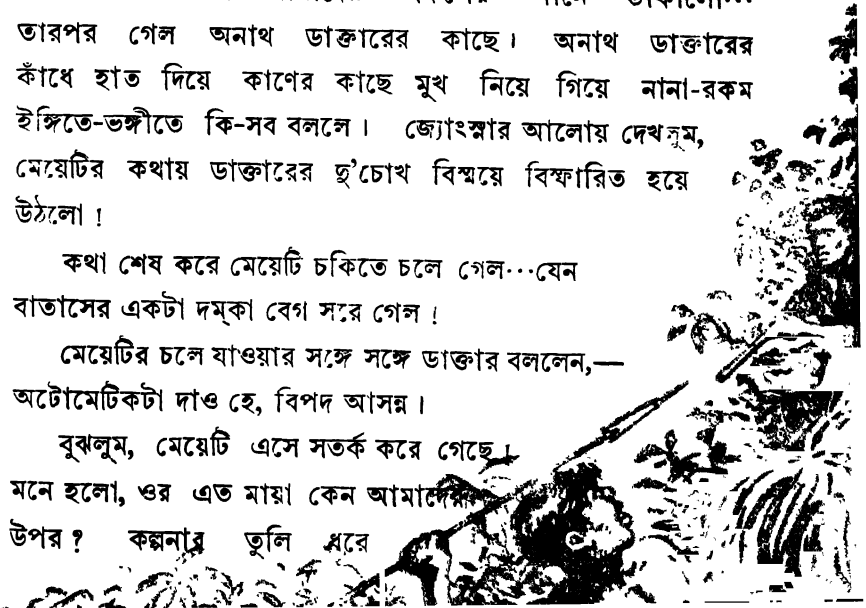 তারপর গেল অনাথ ডাক্তারের কাছে। অনাথ ডাক্তারের
কাঁধে হাত দিয়ে কাণের কাছে মুখ নিয়ে গিয়ে নানা-রকম
ইঙ্গিতে-ভঙ্গীতে কি-সব বললে। জ্যোৎস্নার আলোয় দেখলুম,
মেয়েটির কথায় ডাক্তারের দু'চোখ বিস্ময়ে বিস্ফারিত হয়ে
উঠলো !
কথা শেষ করে মেয়েটি চকিতে চলে গেল···যেন
বাতাসের একটা দম্‌কা বেগ সরে গেল !
মেয়েটির চলে যাওয়ার সঙ্গে সঙ্গে ডাক্তার বললেন,—
অটোমেটিকটা দাও হে, বিপদ আসন্ন।
বুঝলুম, মেয়েটি এসে সতর্ক করে গেছে।
মনে হলো, ওর এত মায়া কেন আমাদের
উপর ? কল্পনার তুলি ধরে